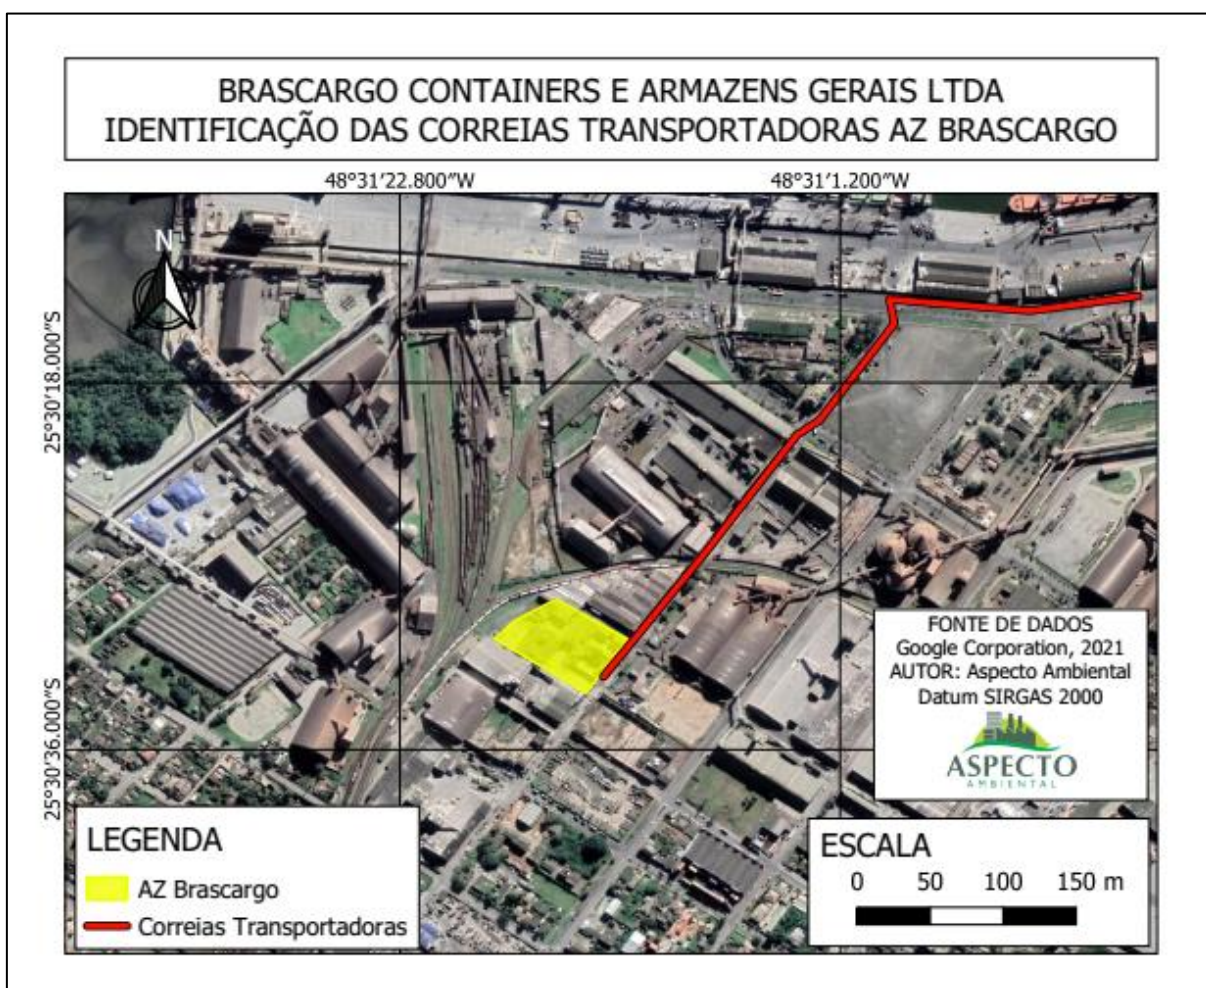 BRASCARGO CONTAINERS E ARMAZENS GERAIS LTDA
IDENTIFICAÇÃO DAS CORREIAS TRANSPORTADORAS AZ BRASCARGO
48°31'22.800"W
48°31'1.200"W
N
25°30'18.000"S
25°30'36.000"S
FONTE DE DADOS
Google Corporation, 2021
AUTOR: Aspecto Ambiental
Datum SIRGAS 2000
ASPECTO
AMBIENTAL
LEGENDA
AZ Brascargo
Correias Transportadoras
ESCALA
0 50 100 150 m